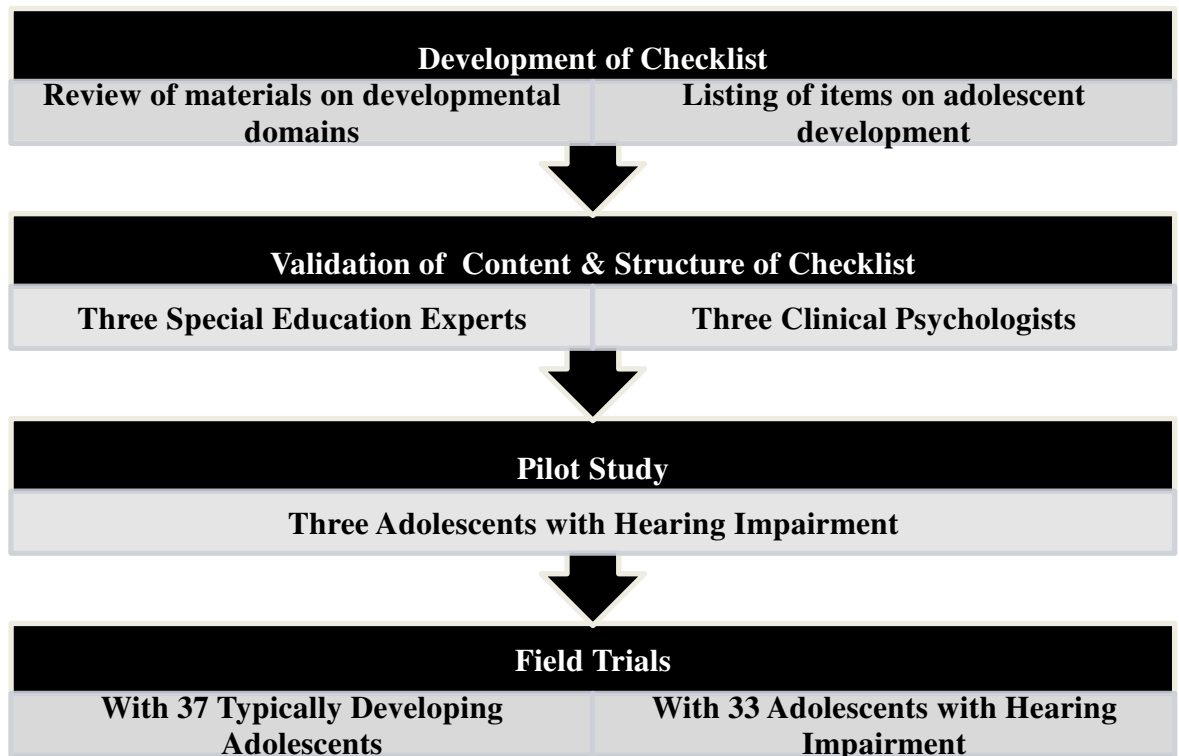 Development of Checklist
Review of materials on developmental
domains
Listing of items on adolescent
development
Validation of Content & Structure of Checklist
Three Special Education Experts
Three Clinical Psychologists
Pilot Study
Three Adolescents with Hearing Impairment
Field Trials
With 37 Typically Developing
Adolescents
With 33 Adolescents with Hearing
Impairment